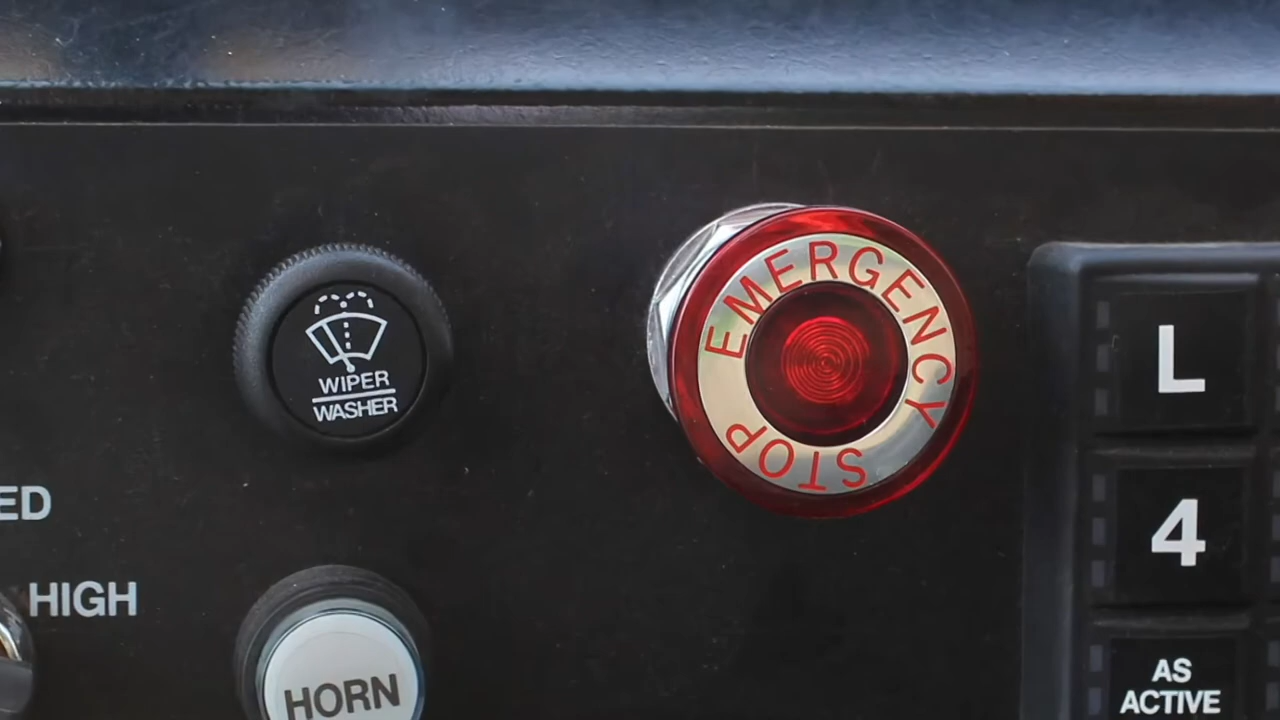 WIPER
WASHER
EMERGENCY
STOP
L
4
AS
ACTIVE
ED
HIGH
HORN